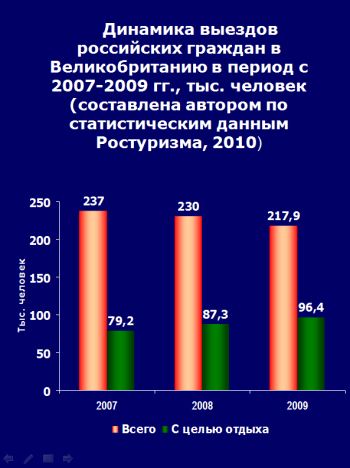 Динамика выездов
российских граждан в
Великобританию в период с
2007-2009 гг., тыс. человек
(составлена автором по
статистическим данным
Ростуризма, 2010)
Тыс. человек
250
200
150
100
50
0
237
230
217,9
79,2
87,3
96,4
2007 2008 2009
Всего С целью отдыха